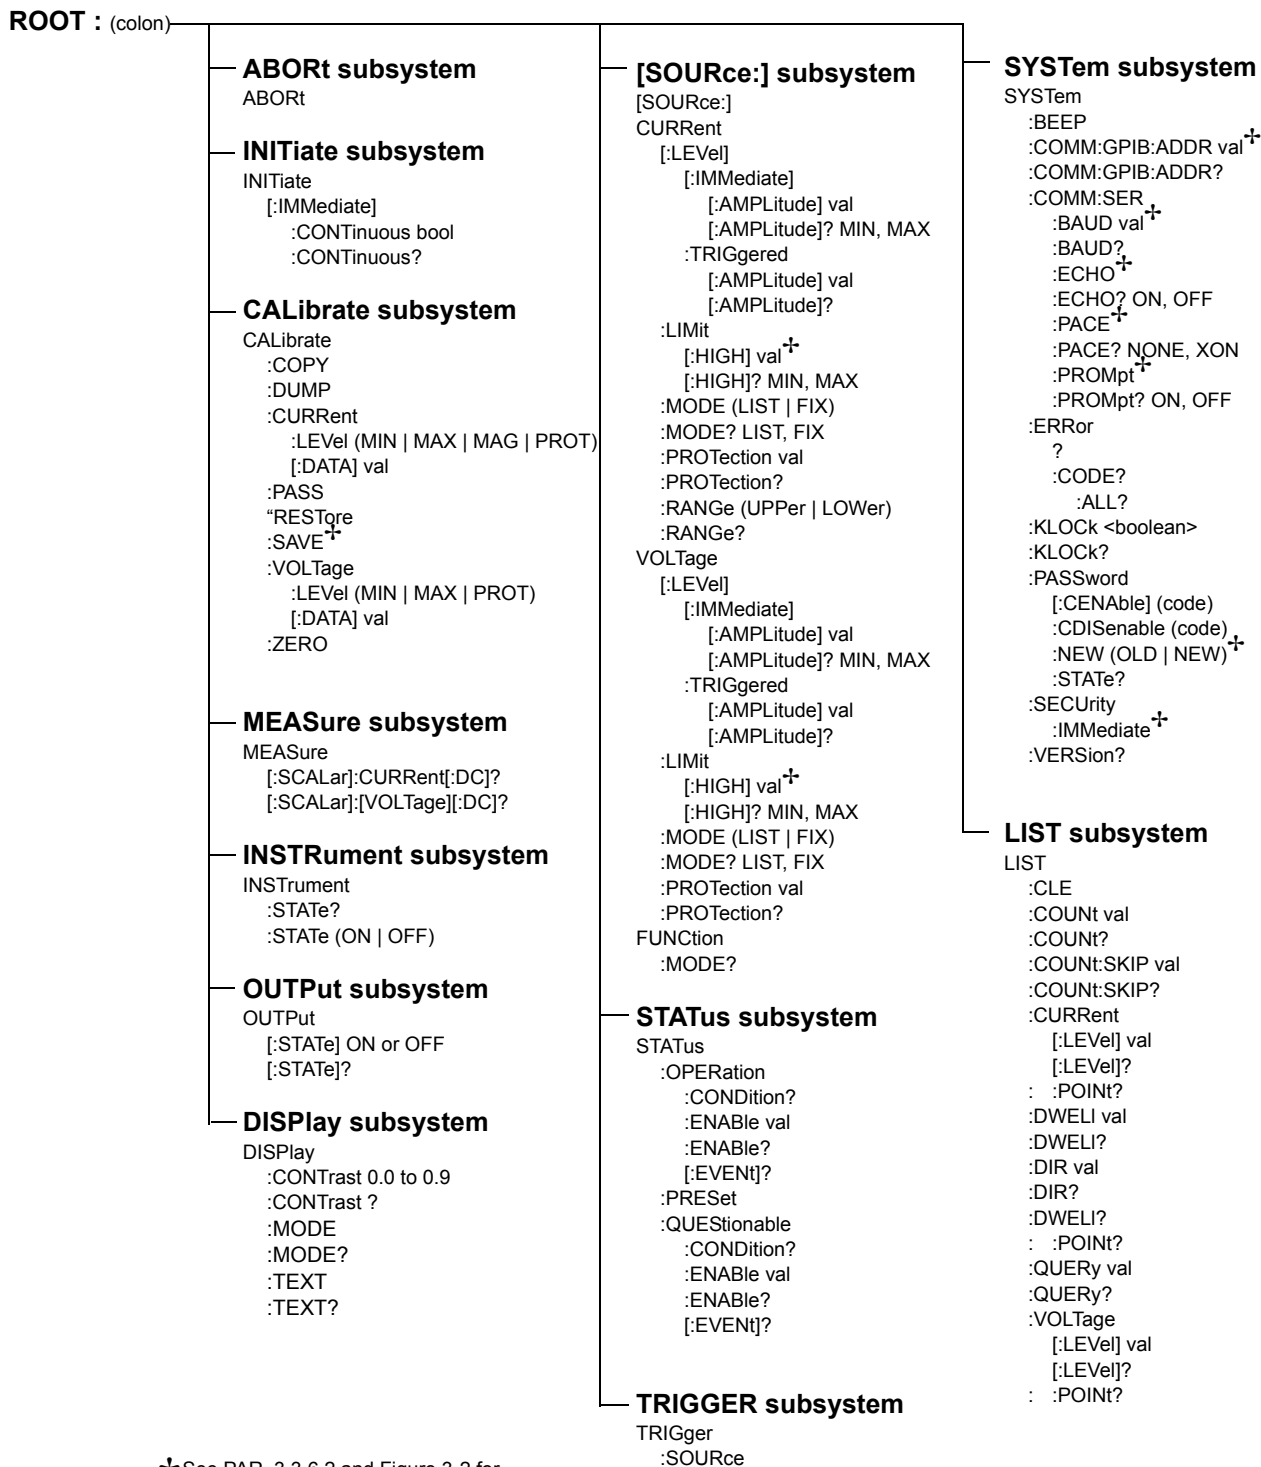 ROOT : (colon)
ABORt subsystem
ABORt
INITiate subsystem
INITiate
[:IMMediate]
:CONTinuous bool
:CONTinuous?
CALibrate subsystem
CALibrate
:COPY
:DUMP
:CURRent
:LEVel (MIN | MAX | MAG | PROT)
[:DATA] val
:PASS
“RESTore
:SAVE✢
:VOLTage
:LEVel (MIN | MAX | PROT)
[:DATA] val
:ZERO
MEASure subsystem
MEASure
[:SCALar]:CURRent[:DC]?
[:SCALar]:[VOLTage][:DC]?
INSTRument subsystem
INSTrument
:STATe?
:STATe (ON | OFF)
OUTPut subsystem
OUTPut
[:STATe] ON or OFF
[:STATe]?
DISPlay subsystem
DISPlay
:CONTrast 0.0 to 0.9
:CONTrast ?
:MODE
:MODE?
:TEXT
:TEXT?
[SOURce:] subsystem
[SOURce:]
CURRent
[:LEVel]
[:IMMediate]
[:AMPLitude] val
[:AMPLitude]? MIN, MAX
:TRIGgered
[:AMPLitude] val
[:AMPLitude]?
:LIMit
[:HIGH] val✢
[:HIGH]? MIN, MAX
:MODE (LIST | FIX)
:MODE? LIST, FIX
:PROTection val
:PROTection?
:RANGe (UPPer | LOWer)
:RANGe?
VOLTage
[:LEVel]
[:IMMediate]
[:AMPLitude] val
[:AMPLitude]? MIN, MAX
:TRIGgered
[:AMPLitude] val
[:AMPLitude]?
:LIMit
[:HIGH] val✢
[:HIGH]? MIN, MAX
:MODE (LIST | FIX)
:MODE? LIST, FIX
:PROTection val
:PROTection?
FUNCtion
:MODE?
STATus subsystem
STATus
:OPERation
:CONDition?
:ENABle val
:ENABle?
[:EVENt]?
:PRESet
:QUEStionable
:CONDition?
:ENABle val
:ENABle?
[:EVENt]?
TRIGGER subsystem
TRIGger
:SOURce
SYSTem subsystem
SYSTem
:BEEP
:COMM:GPIB:ADDR val✢
:COMM:GPIB:ADDR?
:COMM:SER
:BAUD val✢
:BAUD?
:ECHO✢
:ECHO? ON, OFF
:PACE✢
:PACE? NONE, XON
:PROMpt✢
:PROMpt? ON, OFF
:ERRor
?
:CODE?
:ALL?
:KLOCk <boolean>
:KLOCk?
:PASSword
[:CENAble] (code)
:CDISenable (code)
:NEW (OLD | NEW)✢
:STATe?
:SECUrity
:IMMediate✢
:VERSion?
LIST subsystem
LIST
:CLE
:COUNt val
:COUNt?
:COUNt:SKIP val
:COUNt:SKIP?
:CURRent
[:LEVel] val
[:LEVel]?
: :POINt?
:DWELl val
:DWELl?
:DIR val
:DIR?
:DWELl?
: :POINt?
:QUERy val
:QUERy?
:VOLTage
[:LEVel] val
[:LEVel]?
: :POINt?
✢See PAR. 3.3.6.2 and Figure 3-2 for